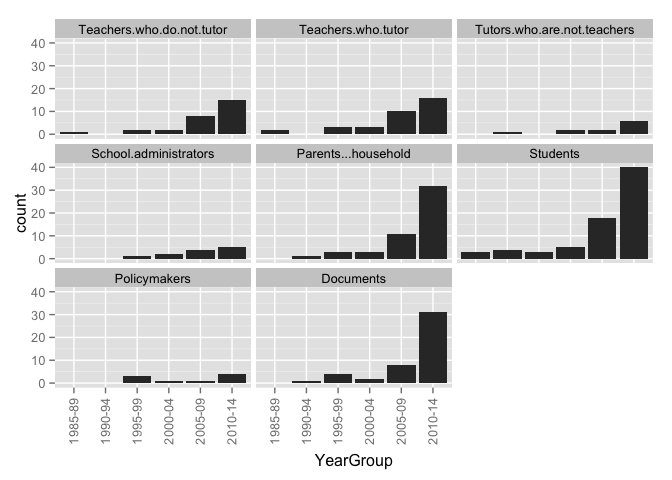 Teachers.who.do.not.tutor Teachers.who.tutor Tutors.who.are.not.teachers
40
30
20
10
0
School.administrators Parents...household Students
40
30
20
10
0
count
Policymakers Documents
40
30
20
10
0
1985-89 1990-94 1995-99 2000-04 2005-09 2010-14 1985-89 1990-94 1995-99 2000-04 2005-09 2010-14
YearGroup